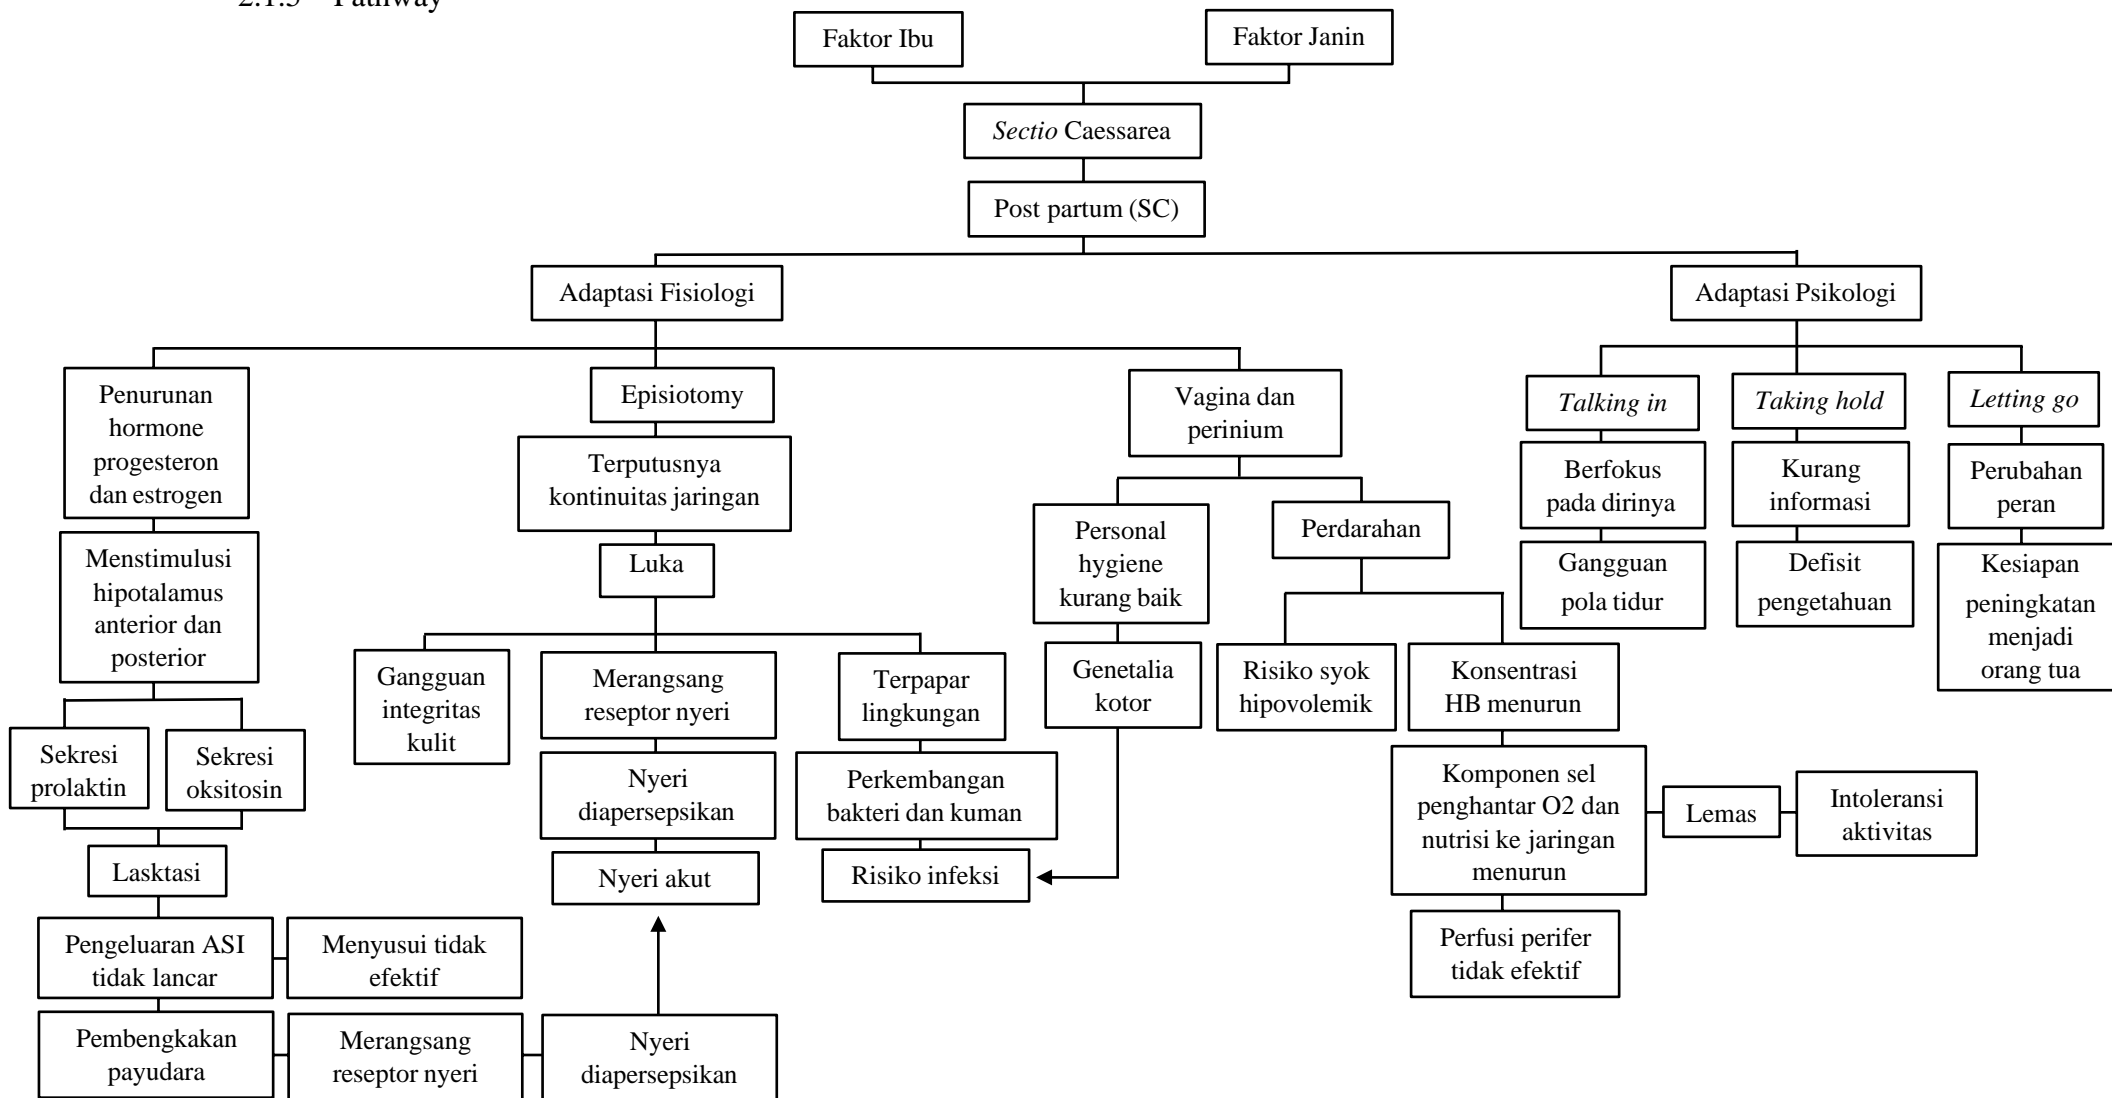 2.1.3 Pathway
Faktor Ibu
Faktor Janin
Sectio Caessarea
Post partum (SC)
Adaptasi Fisiologi
Adaptasi Psikologi
Penurunan
hormone
progesteron
dan estrogen
Episiotomy
Vagina dan
perinium
Talking in
Taking hold
Letting go
Terputusnya
kontinuitas jaringan
Berfokus
pada dirinya
Kurang
informasi
Perubahan
peran
Personal
hygiene
kurang baik
Perdarahan
Menstimulusi
hipotalamus
anterior dan
posterior
Luka
Gangguan
pola tidur
Defisit
pengetahuan
Kesiapan
peningkatan
menjadi
orang tua
Gangguan
integritas
kulit
Merangsang
reseptor nyeri
Terpapar
lingkungan
Genetalia
kotor
Risiko syok
hipovolemik
Konsentrasi
HB menurun
Sekresi
prolaktin
Sekresi
oksitosin
Nyeri
diapersepsikan
Perkembangan
bakteri dan kuman
Komponen sel
penghantar O2 dan
nutrisi ke jaringan
menurun
Lemas
Intoleransi
aktivitas
Lasktasi
Nyeri akut
Risiko infeksi
Pengeluaran ASI
tidak lancar
Menyusui tidak
efektif
Perfusi perifer
tidak efektif
Pembengkakan
payudara
Merangsang
reseptor nyeri
Nyeri
diapersepsikan